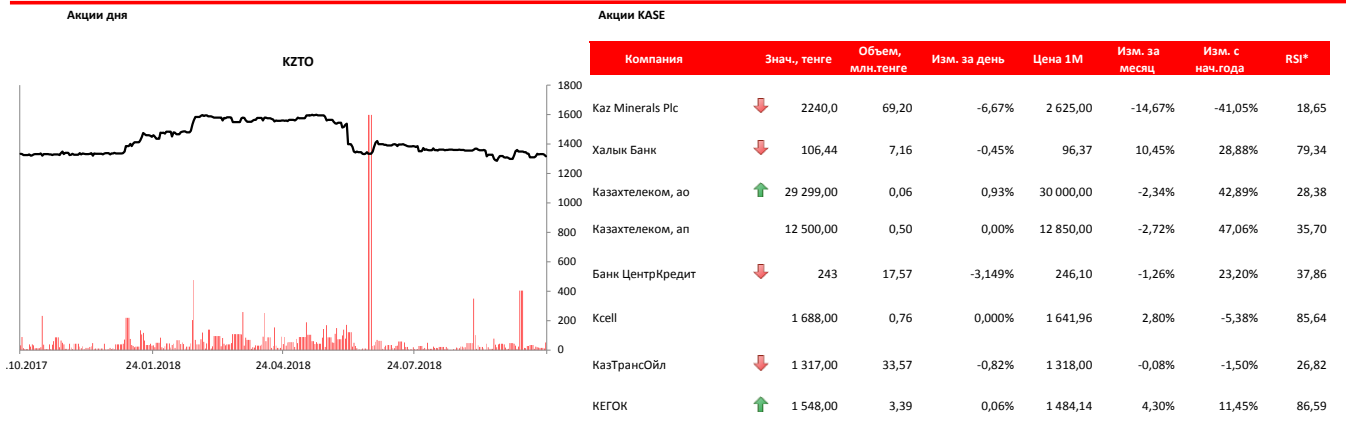 Акции дня
Акции KASE
KZTO
1800
1600
1400
1200
1000
800
600
400
200
0
.10.2017 24.01.2018 24.04.2018 24.07.2018
Компания Знач., тенге Объем, млн.тенге Изм. за день Цена 1М Изм. за месяц Изм. с нач.года RSI*
Kaz Minerals Plc 2240,0 69,20 -6,67% 2 625,00 -14,67% -41,05% 18,65
Халык Банк 106,44 7,16 -0,45% 96,37 10,45% 28,88% 79,34
Казахтелеком, ао 29 299,00 0,06 0,93% 30 000,00 -2,34% 42,89% 28,38
Казахтелеком, ап 12 500,00 0,50 0,00% 12 850,00 -2,72% 47,06% 35,70
Банк ЦентрКредит 243 17,57 -3,149% 246,10 -1,26% 23,20% 37,86
Kcell 1 688,00 0,76 0,000% 1 641,96 2,80% -5,38% 85,64
КазТрансОйл 1 317,00 33,57 -0,82% 1 318,00 -0,08% -1,50% 26,82
КЕГОК 1 548,00 3,39 0,06% 1 484,14 4,30% 11,45% 86,59